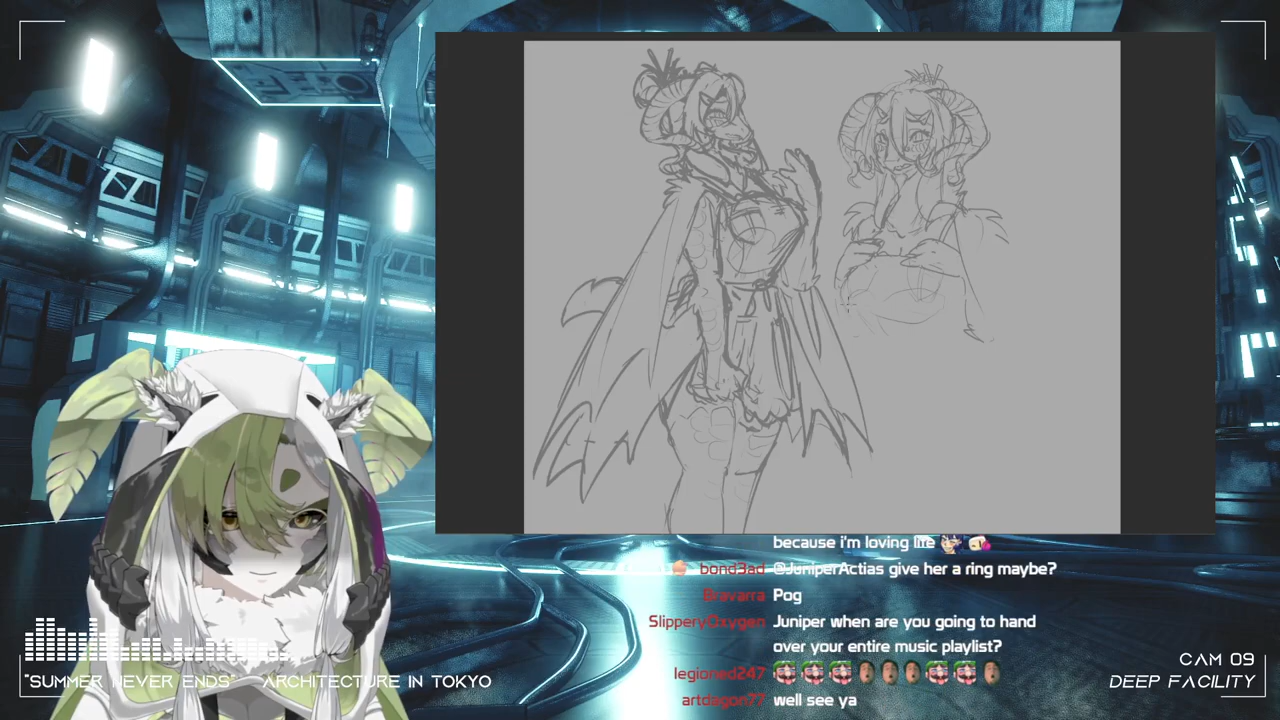 because i'm loving life
bond3ad @JuniperActias give her a ring maybe?
Bravarra Pog
SlipperyOxygen Juniper when are you going to hand
over your entire music playlist?
legioned247
artdagon77 well see ya
"SUMMER NEVER ENDS" ARCHITECTURE IN TOKYO
CAM 09
DEEP FACILITY